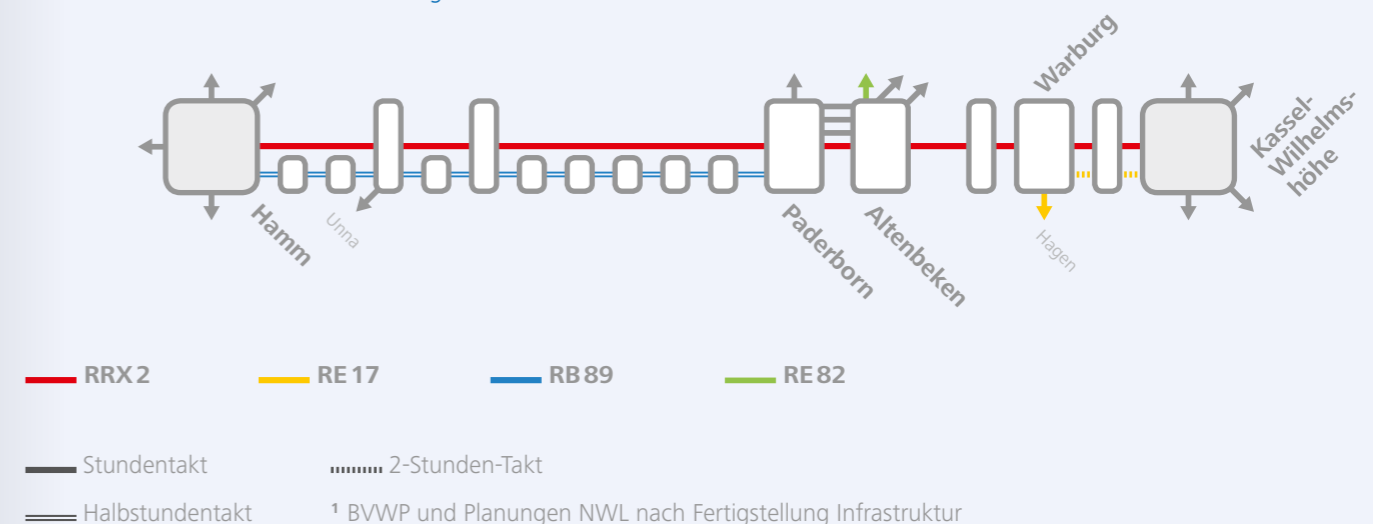 Warburg
Kassel-
Wilhelms-
höhe
Hamm
Unna
Paderborn
Altenbeken
Hagen
RRX 2 RE 17 RB 89 RE 82
Stundentakt 2-Stunden-Takt
Halbstundentakt ¹ BVWP und Planungen NWL nach Fertigstellung Infrastruktur